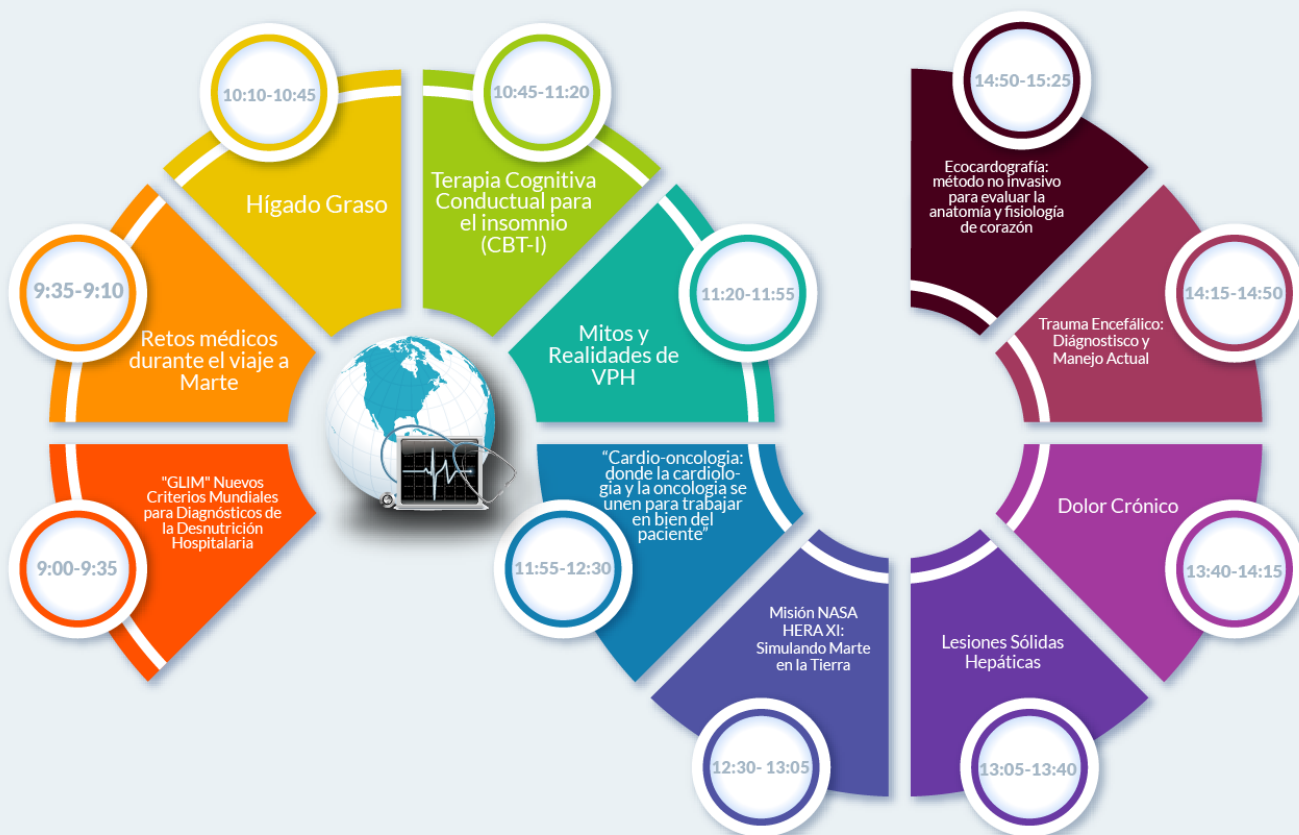 9:00-9:35
"GLIM" Nuevos
Criterios Mundiales
para Diagnósticos de
la Desnutrición
Hospitalaria
9:35-9:10
Retos médicos
durante el viaje a
Marte
10:10-10:45
Hígado Graso
10:45-11:20
Terapia Cognitiva
Conductual para
el insomnio
(CBT-I)
11:20-11:55
Mitos y
Realidades de
VPH
11:55-12:30
“Cardio-oncologia:
donde la cardiolo-
gía y la oncología se
unen para trabajar
en bien del
paciente”
12:30- 13:05
Misión NASA
HERA XI:
Simulando Marte
en la Tierra
13:05-13:40
Lesiones Sólidas
Hepáticas
13:40-14:15
Dolor Crónico
14:15-14:50
Trauma Encefálico:
Diágnostisco y
Manejo Actual
14:50-15:25
Ecocardografía:
método no invasivo
para evaluar la
anatomía y fisiología
de corazón